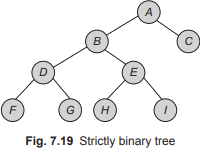 A
B C
D E
F G H I
Fig. 7.19 Strictly binary tree